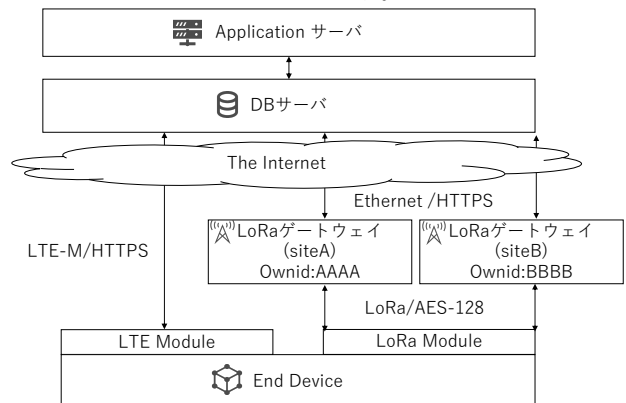 Application サーバ
DBサーバ
The Internet
Ethernet /HTTPS
LTE-M/HTTPS
LoRaゲートウェイ
(siteA)
Ownid:AAAA
LoRaゲートウェイ
(siteB)
Ownid:BBBB
LoRa/AES-128
LTE Module
LoRa Module
End Device